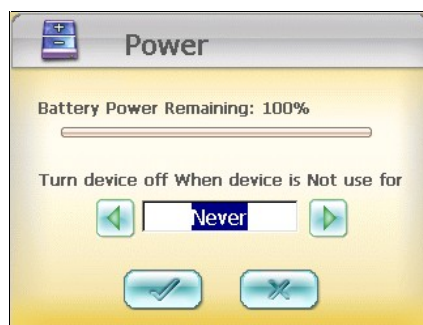 Power
Battery Power Remaining: 100%
Turn device off When device is Not use for
Never